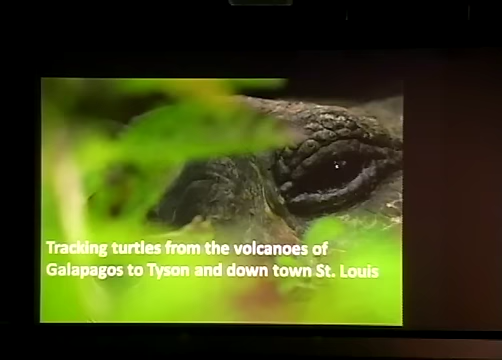 Tracking turtles from the volcanoes of
Galapagos to Tyson and down town St. Louis